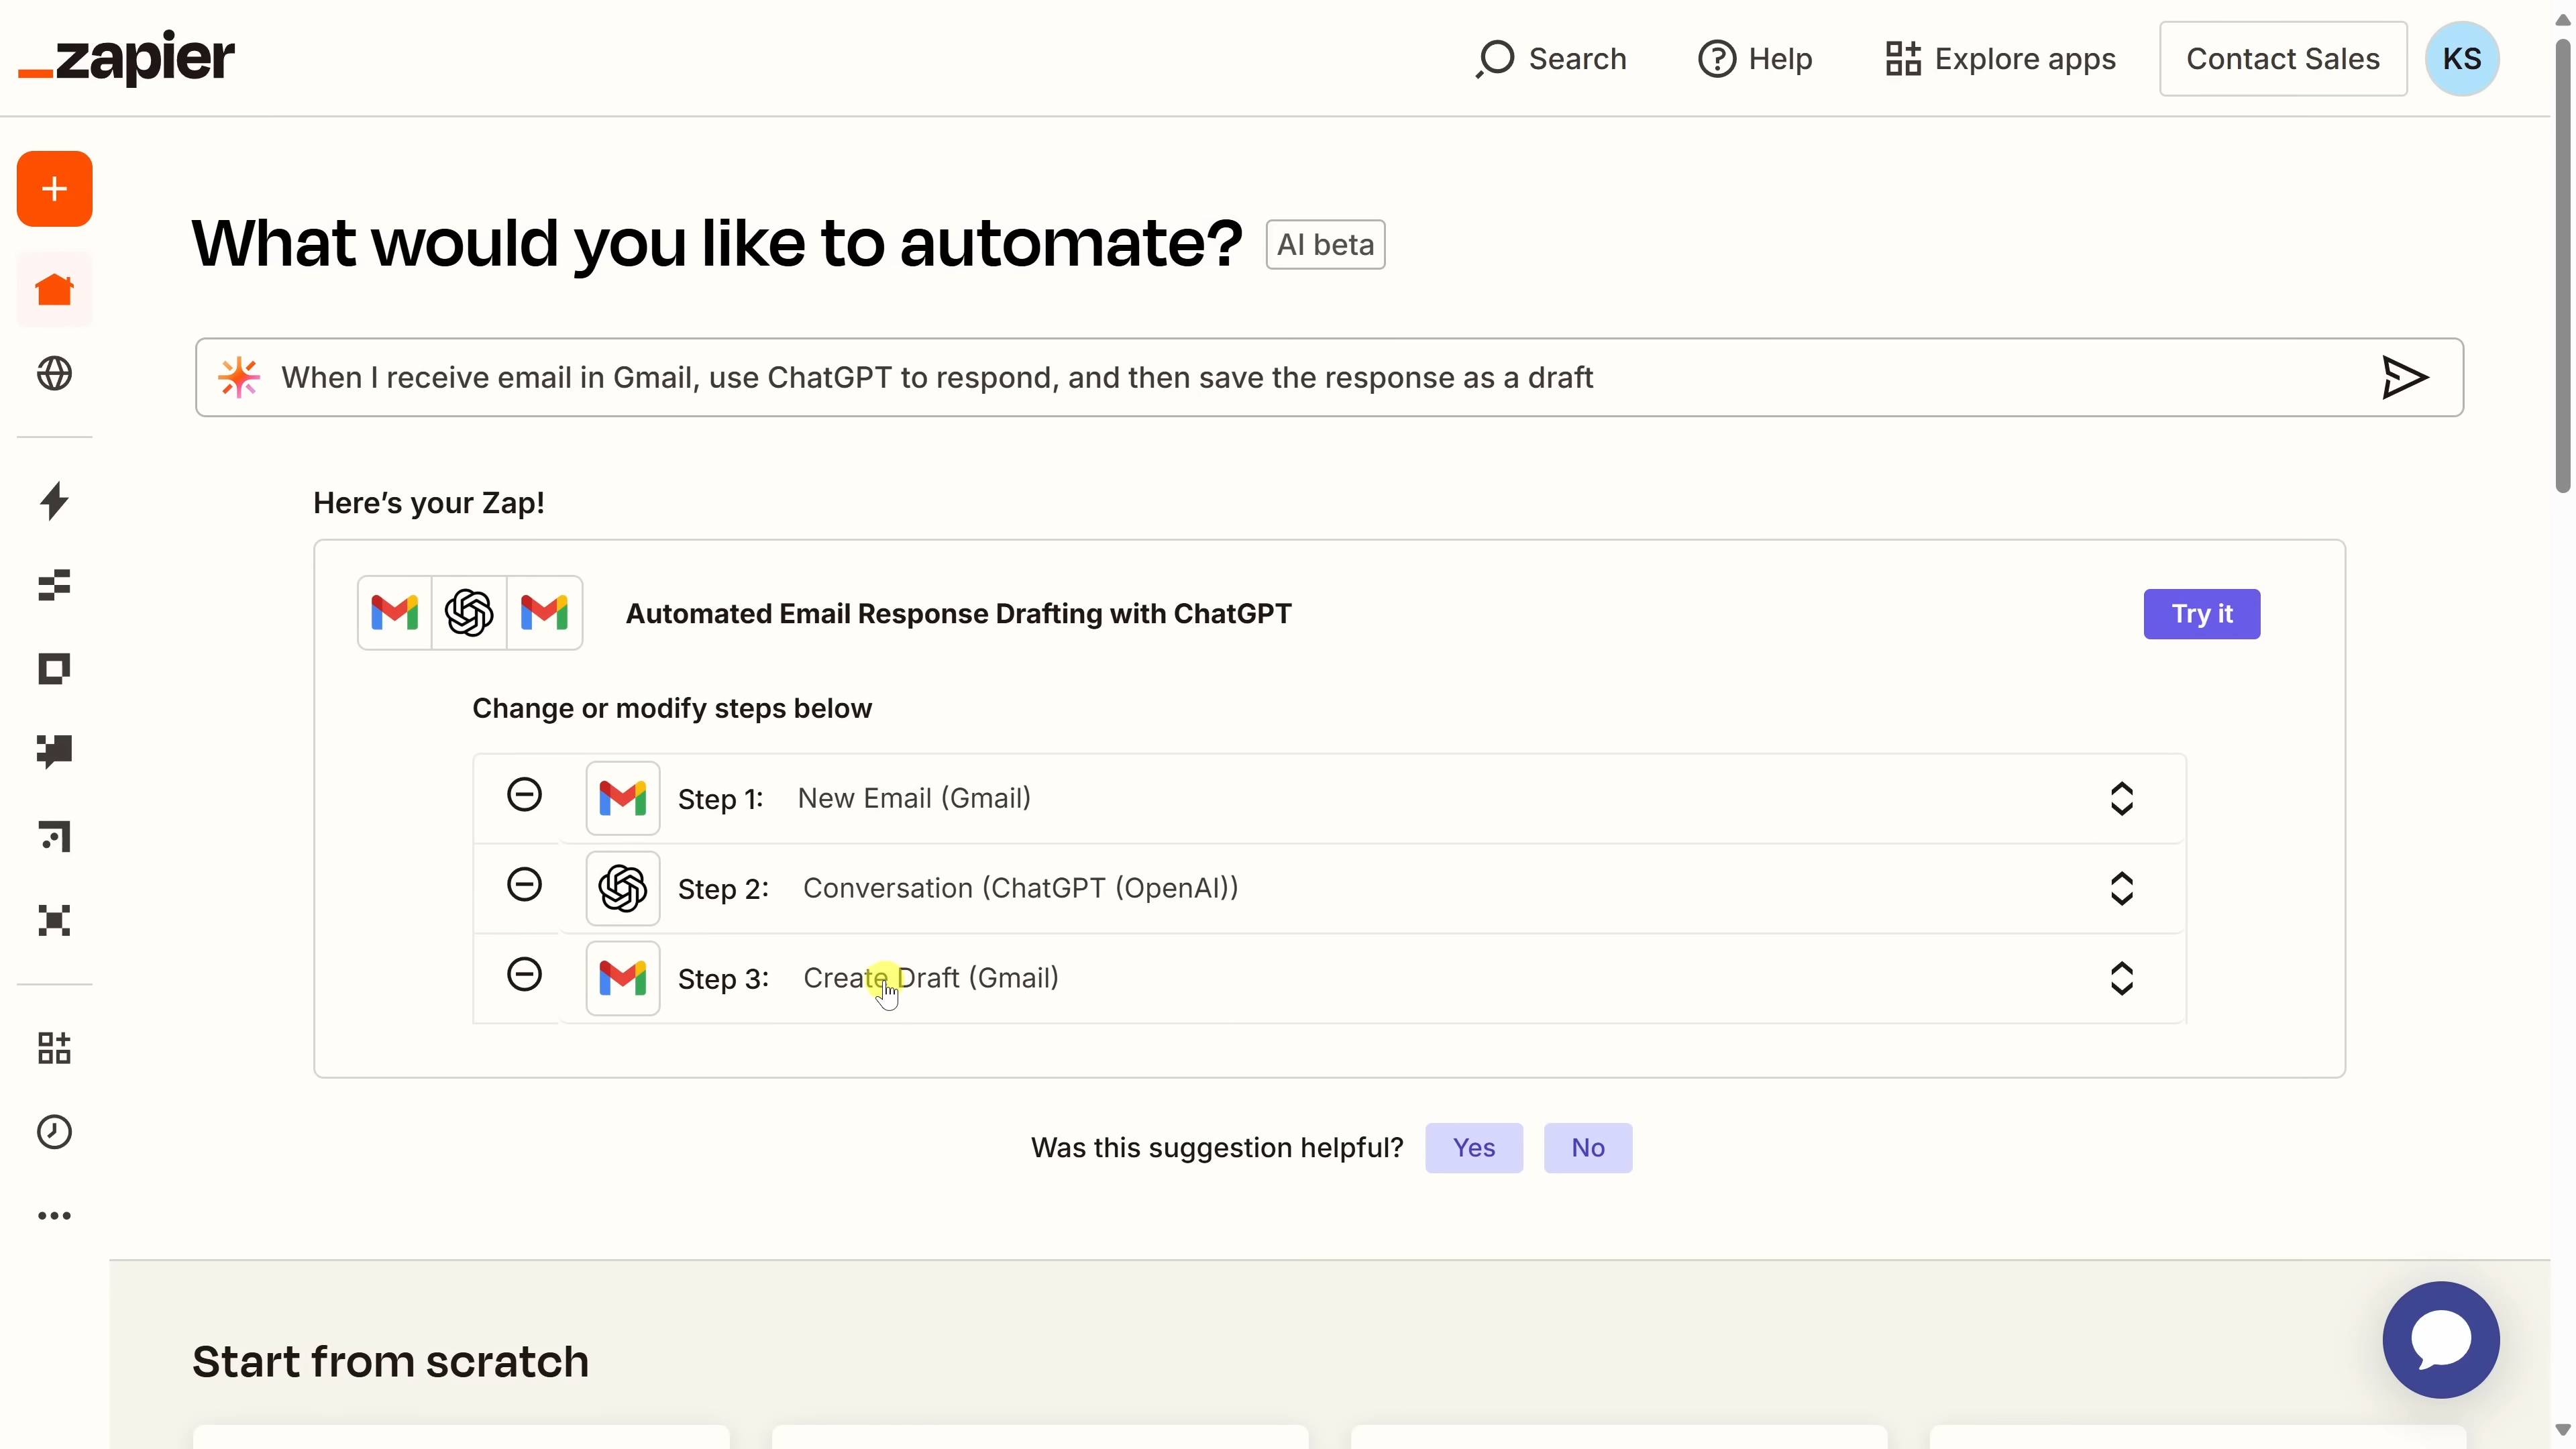 zapier
Search
Help
Explore apps
Contact Sales
KS
What would you like to automate?
AI beta
When I receive email in Gmail, use ChatGPT to respond, and then save the response as a draft
Here's your Zap!
Automated Email Response Drafting with ChatGPT
Try it
Change or modify steps below
Step 1: New Email (Gmail)
Step 2: Conversation (ChatGPT (OpenAI))
Step 3: Create Draft (Gmail)
Was this suggestion helpful?
Yes
No
Start from scratch